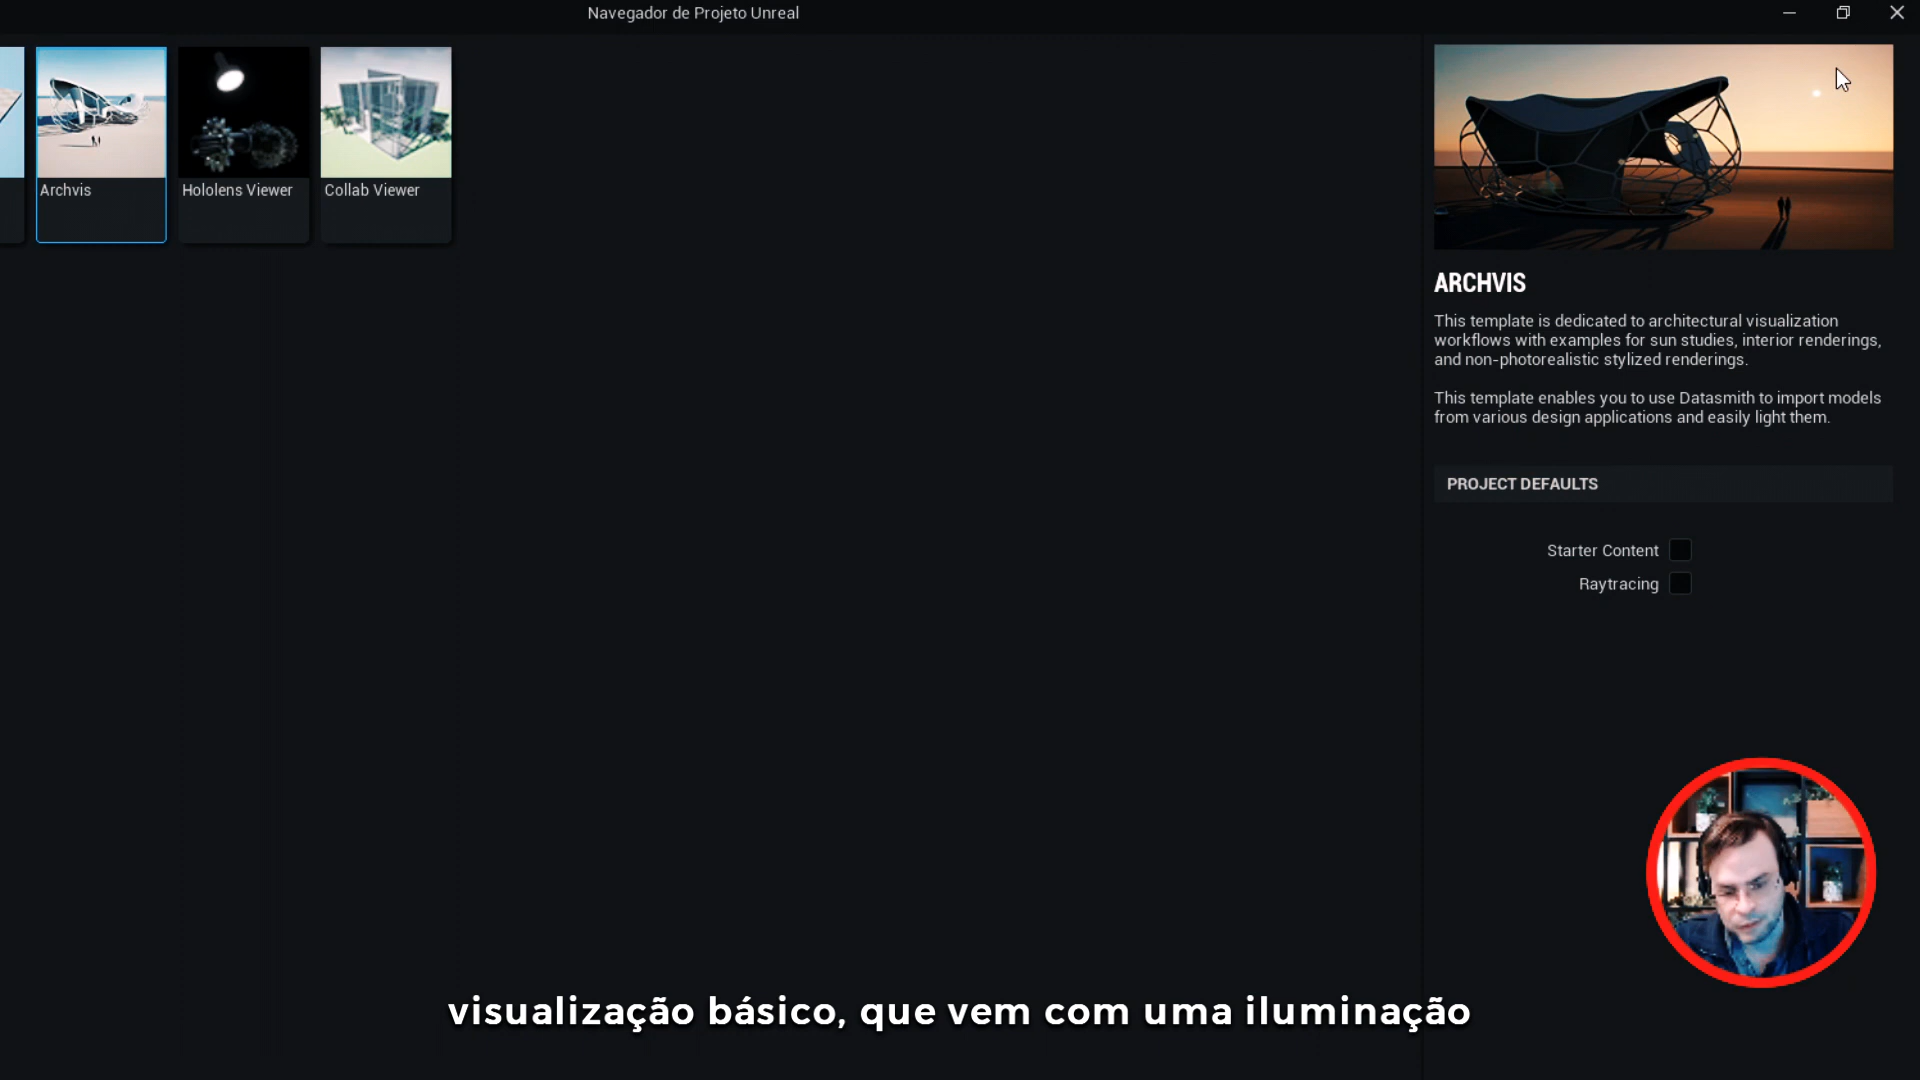 Navegador de Projeto Unreal
Archvis
Hololens Viewer
Collab Viewer
ARCHVIS
This template is dedicated to architectural visualization
workflows with examples for sun studies, interior renderings,
and non-photorealistic stylized renderings.
This template enables you to use Datasmith to import models
from various design applications and easily light them.
PROJECT DEFAULTS
Starter Content
Raytracing
visualização básico, que vem com uma iluminação